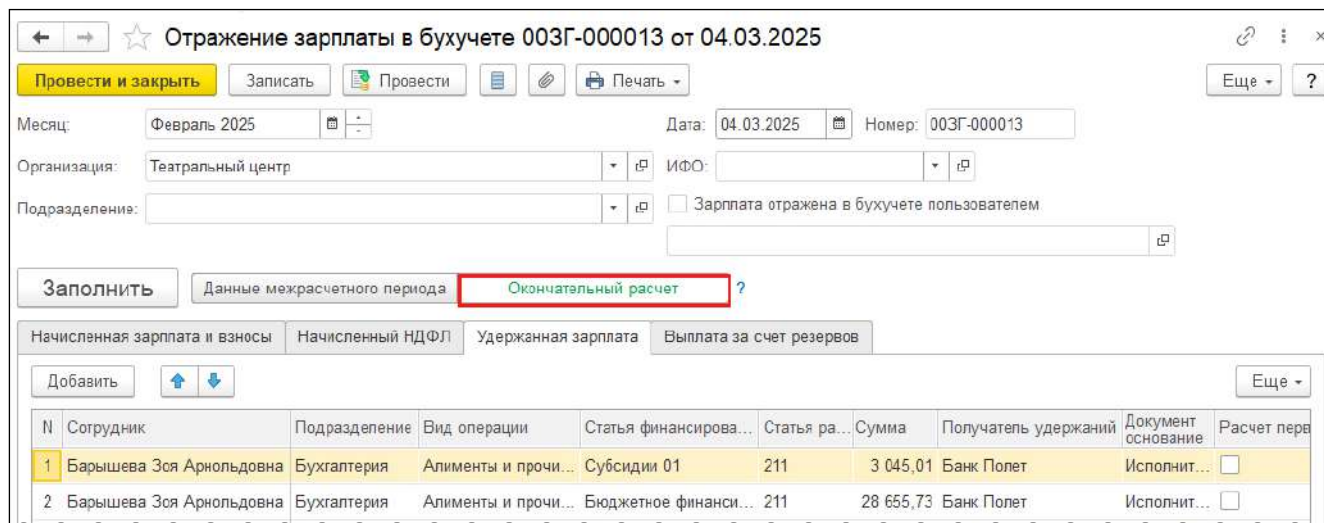 Отражение зарплаты в бухучете 00ЗГ-000013 от 04.03.2025
Провести и закрыть Записать Провести Печать Еще ?
Месяц: Февраль 2025 Дата: 04.03.2025 Номер: 00ЗГ-000013
Организация: Театральный центр ИФО:
Подразделение: Зарплата отражена в бухучете пользователем
Заполнить Данные межрасчетного периода Окончательный расчет ?
Начисленная зарплата и взносы Начисленный НДФЛ Удержанная зарплата Выплата за счет резервов
Добавить Еще
N Сотрудник Подразделение Вид операции Статья финансирова... Статья ра... Сумма Получатель удержаний Документ основание Расчет перв
1 Барышева Зоя Арнольдовна Бухгалтерия Алименты и прочи... Субсидии 01 211 3 045,01 Банк Полет Исполнит...
2 Барышева Зоя Арнольдовна Бухгалтерия Алименты и прочи... Бюджетное финанси... 211 28 655,73 Банк Полет Исполнит...